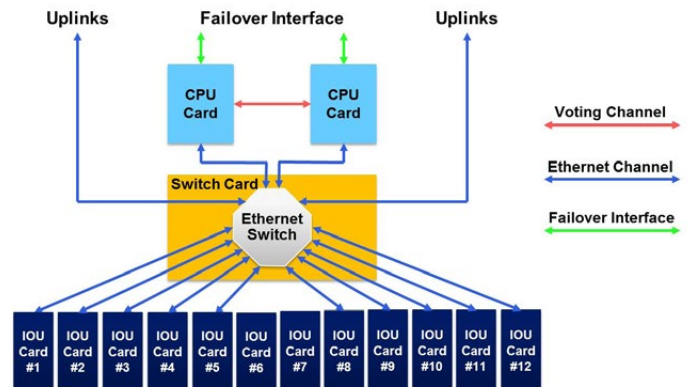 Uplinks
Failover Interface
Uplinks
CPU
Card
CPU
Card
Voting Channel
Ethernet Channel
Failover Interface
Switch Card
Ethernet
Switch
IOU
Card
#1
IOU
Card
#2
IOU
Card
#3
IOU
Card
#4
IOU
Card
#5
IOU
Card
#6
IOU
Card
#7
IOU
Card
#8
IOU
Card
#9
IOU
Card
#10
IOU
Card
#11
IOU
Card
#12